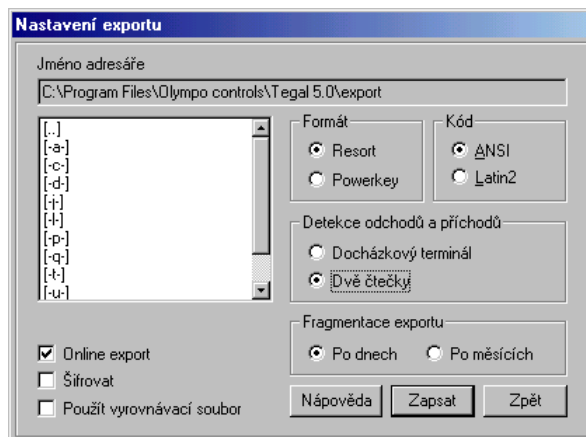 Nastavení exportu
Jméno adresáře
C:\Program Files\Olympo controls\Tegal 5.0\export
[..]
[-a-]
[-c-]
[-d-]
[-j-]
[-l-]
[-p-]
[-q-]
[-t-]
[-u-]
Formát
Resort
Powerkey
Kód
ANSI
Latin2
Detekce odchodů a příchodů
Docházkový terminál
Dvě čtečky
Fragmentace exportu
Po dnech
Po měsících
Online export
Šifrovat
Použít vyrovnávací soubor
Nápověda
Zapsat
Zpět